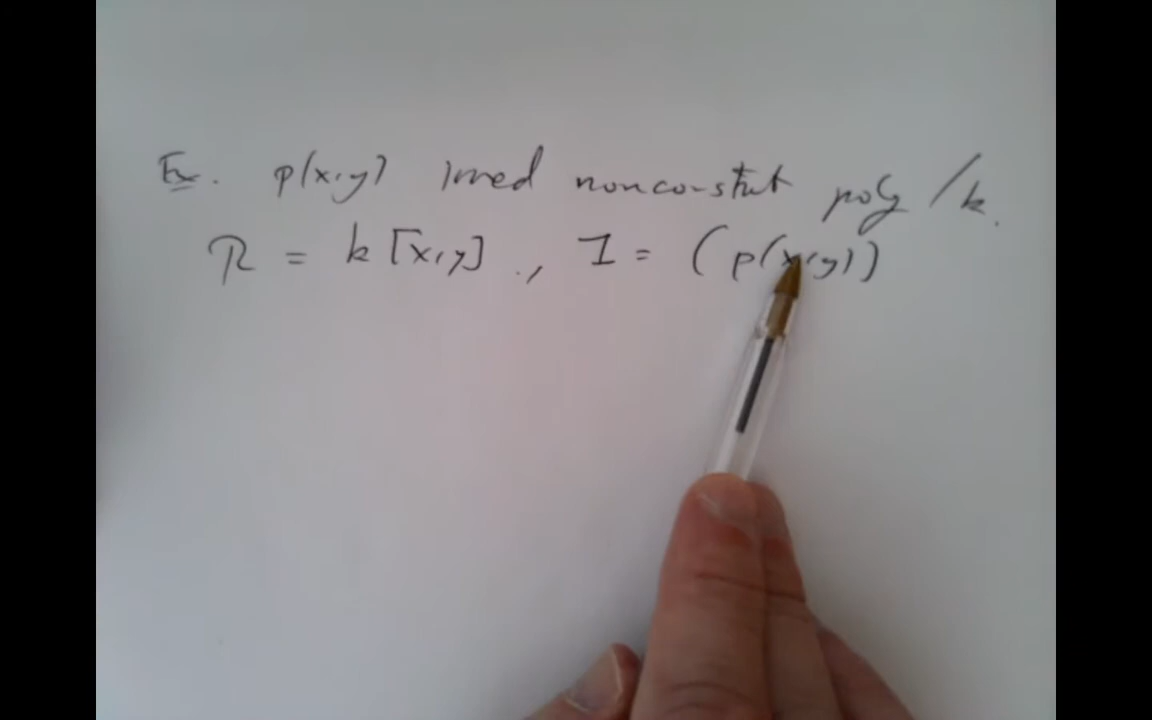 Ex. p(x,y) irred nonconstant poly /k.
R = k[x,y], I = (p(x,y))